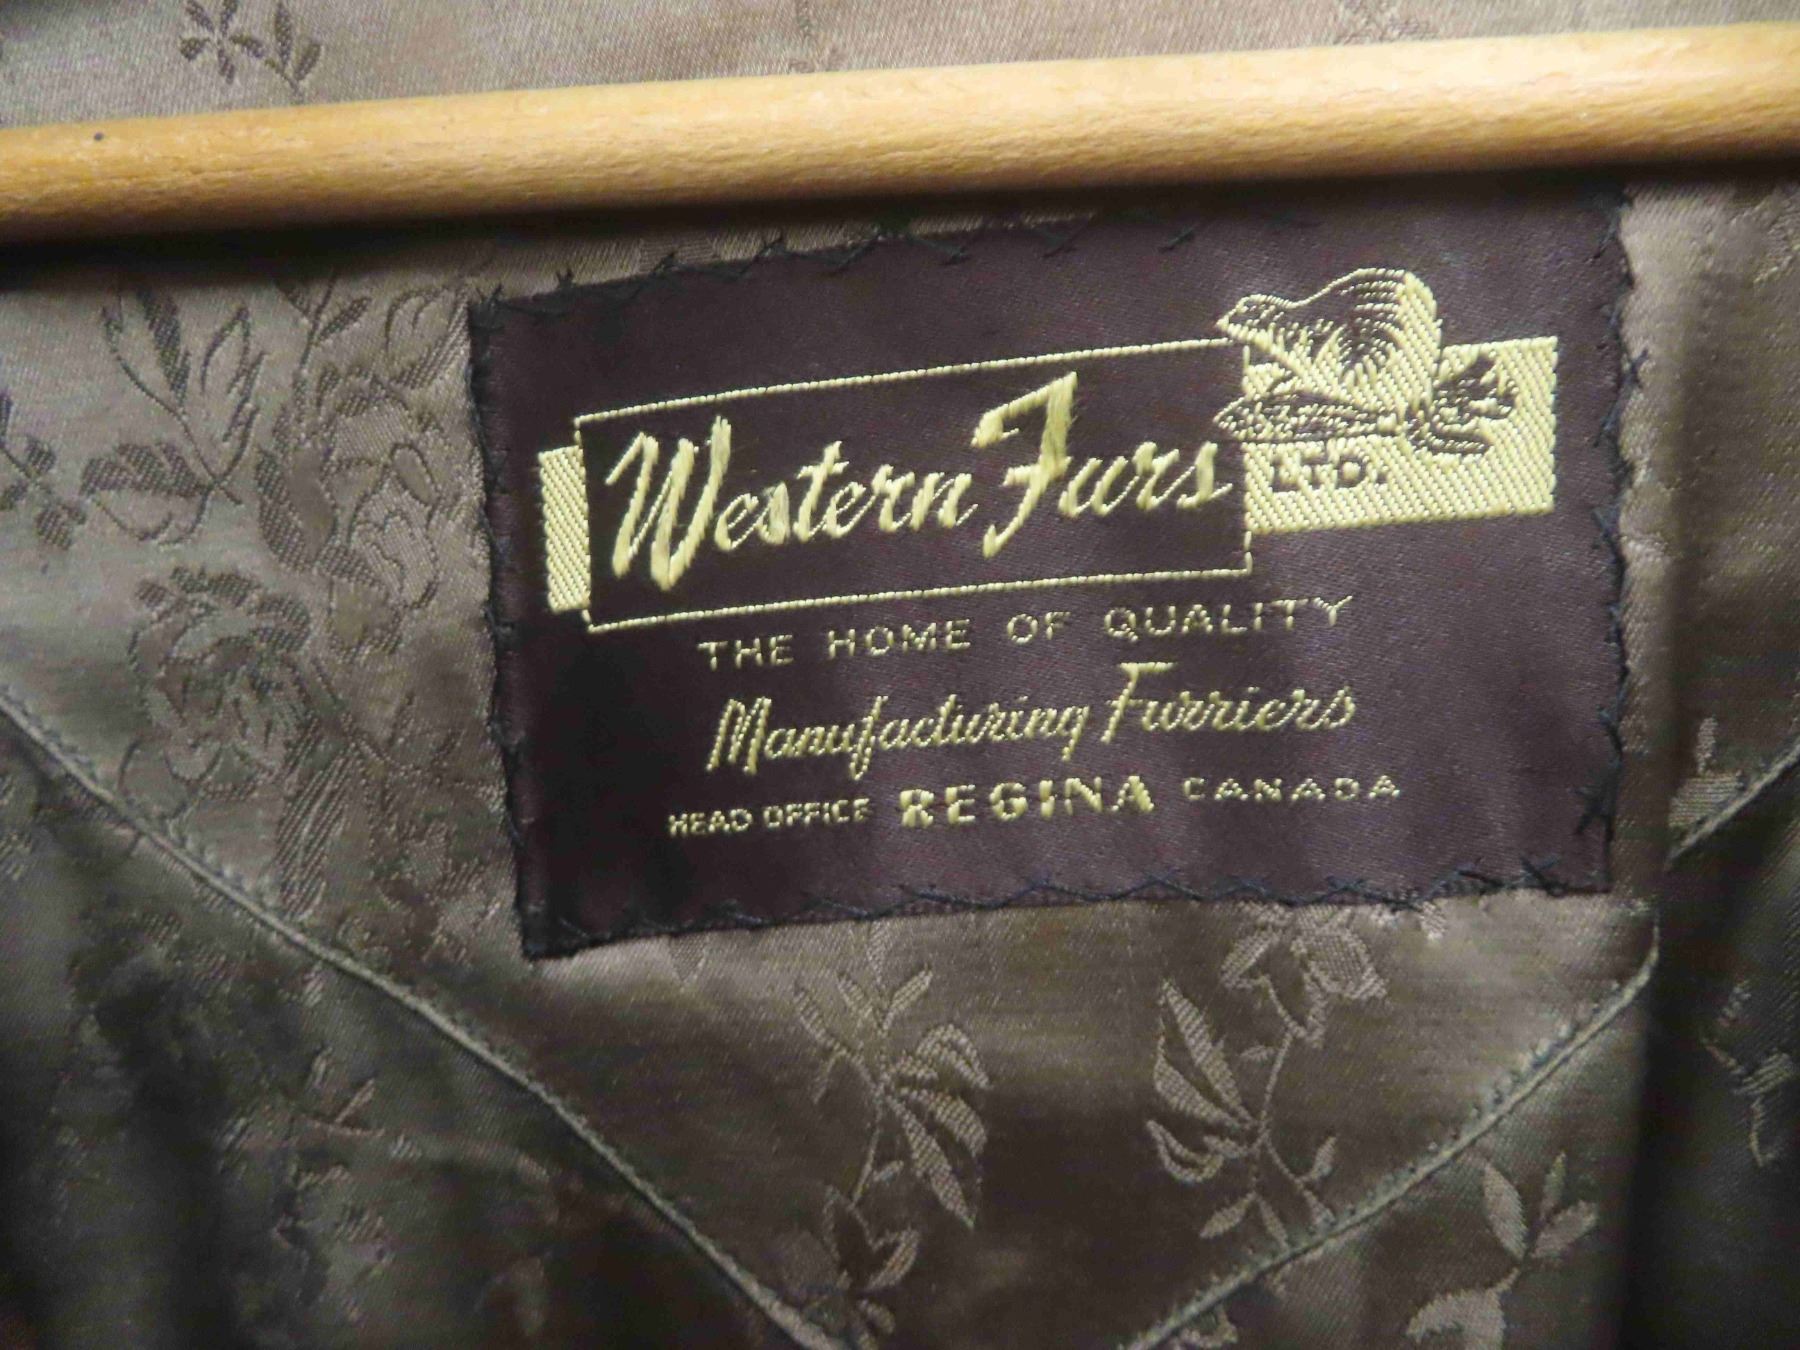 Western Furs LTD.
THE HOME OF QUALITY
Manufacturing Furriers
HEAD OFFICE REGINA CANADA